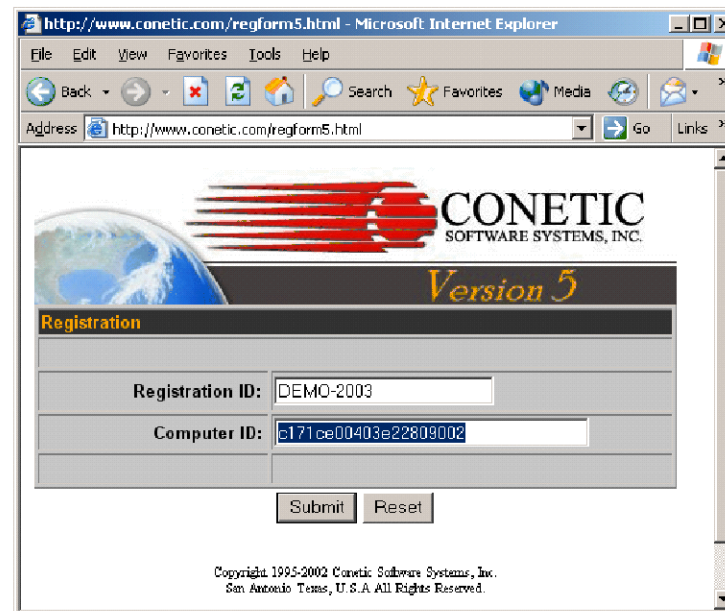 http://www.conetic.com/regform5.html - Microsoft Internet Explorer
File Edit View Favorites Tools Help
Back Search Favorites Media
Address http://www.conetic.com/regform5.html Go Links
CONETIC
SOFTWARE SYSTEMS, INC.
Version 5
Registration
Registration ID: DEMO-2003
Computer ID: c171ce00403e22809002
Submit Reset
Copyright 1995-2002 Conetic Software Systems, Inc.
San Antonio Texas, U.S.A All Rights Reserved.